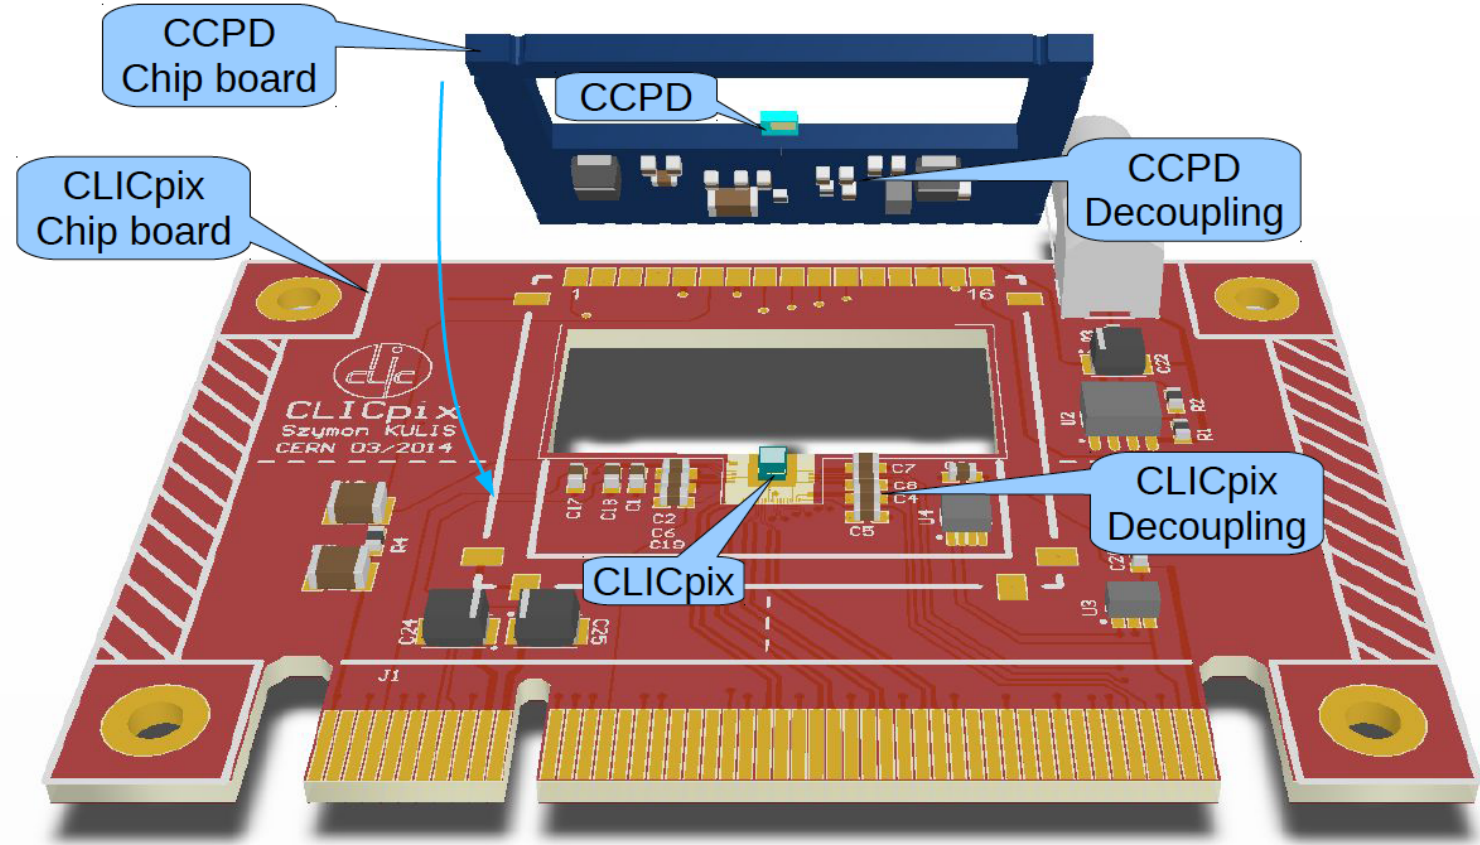 CCPD
Chip board
CCPD
CCPD
Decoupling
CLICpix
Chip board
1
16
clic
CLICpix
Szymon KULIS
CERN 03/2014
C22
U2
R2
R1
C17
C18
C1
C2
C6
C19
C7
C8
C4
C5
U4
CLICpix
Decoupling
R4
CLICpix
U3
C24
C25
J1